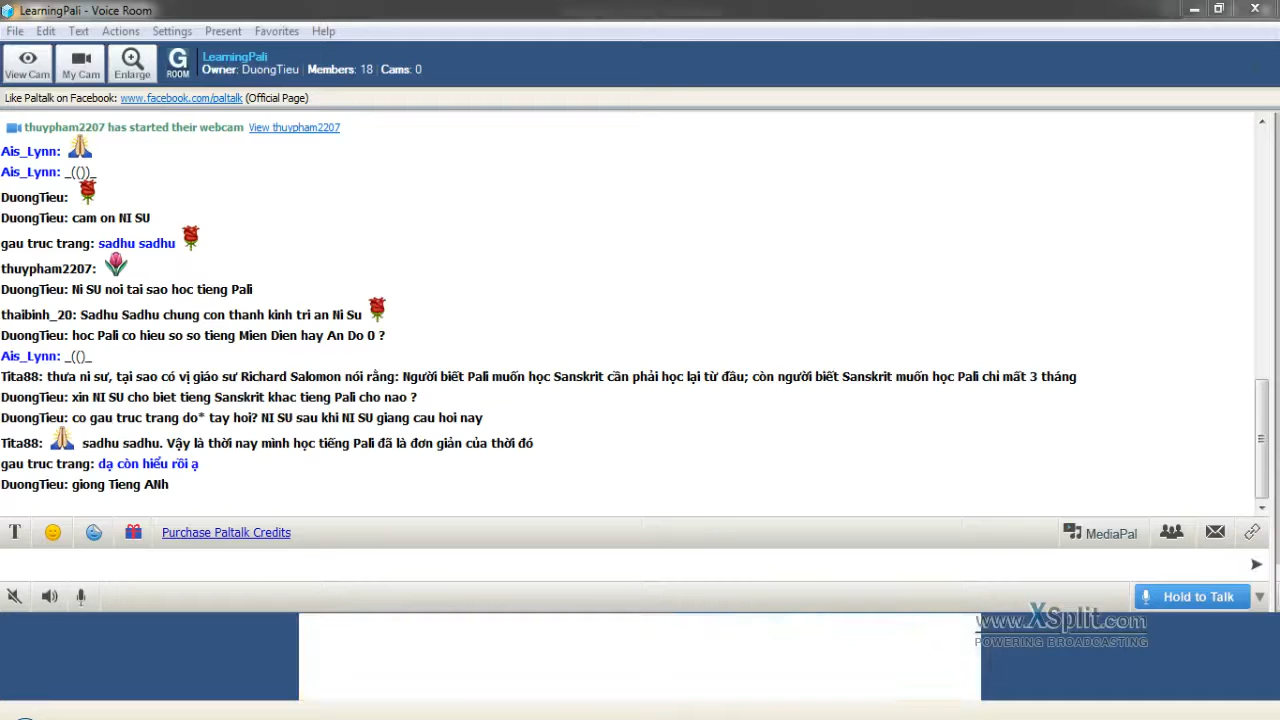 LearningPali - Voice Room
File Edit Text Actions Settings Present Favorites Help
View Cam My Cam Enlarge G ROOM LearningPali
Owner: DuongTieu | Members: 18 | Cams: 0
Like Paltalk on Facebook: www.facebook.com/paltalk (Official Page)
thuypham2207 has started their webcam View thuypham2207
Ais_Lynn:
Ais_Lynn: _(())_
DuongTieu:
DuongTieu: cam on NI SU
gau truc trang: sadhu sadhu
thuypham2207:
DuongTieu: Ni SU noi tai sao hoc tieng Pali
thaibinh_20: Sadhu Sadhu chung con thanh kinh tri an Ni Su
DuongTieu: hoc Pali co hieu so so tieng Mien Dien hay An Do 0 ?
Ais_Lynn: _(()_
Tita88: thưa ni sư, tại sao có vị giáo sư Richard Salomon nói rằng: Người biết Pali muốn học Sanskrit cần phải học lại từ đầu; còn người biết Sanskrit muốn học Pali chỉ mất 3 tháng
DuongTieu: xin NI SU cho biet tieng Sanskrit khac tieng Pali cho nao ?
DuongTieu: co gau truc trang do* tay hoi? NI SU sau khi NI SU giang cau hoi nay
Tita88: sadhu sadhu. Vậy là thời nay mình học tiếng Pali đã là đơn giản của thời đó
gau truc trang: dạ còn hiểu rồi ạ
DuongTieu: giong Tieng ANh
T Purchase Paltalk Credits MediaPal
Hold to Talk
www.XSplit.com
POWERING BROADCASTING